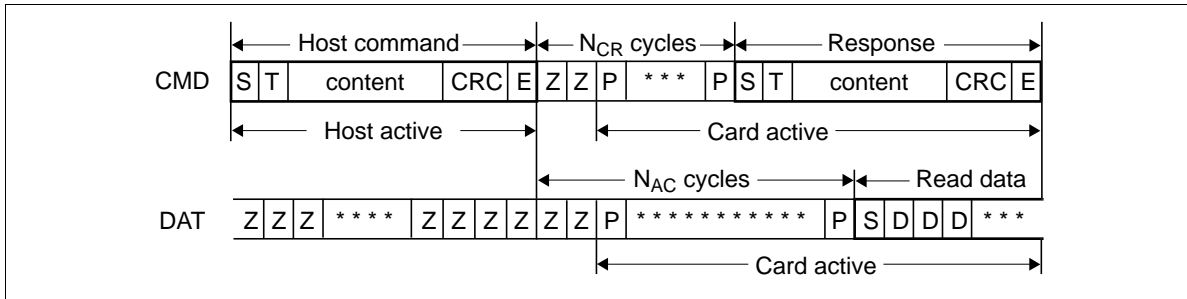 Host command N_CR cycles Response
CMD S T content CRC E Z Z P * * * P S T content CRC E
Host active Card active
N_AC cycles Read data
DAT Z Z Z * * * * Z Z Z Z Z Z P * * * * * * * * * * * P S D D D * * *
Card active